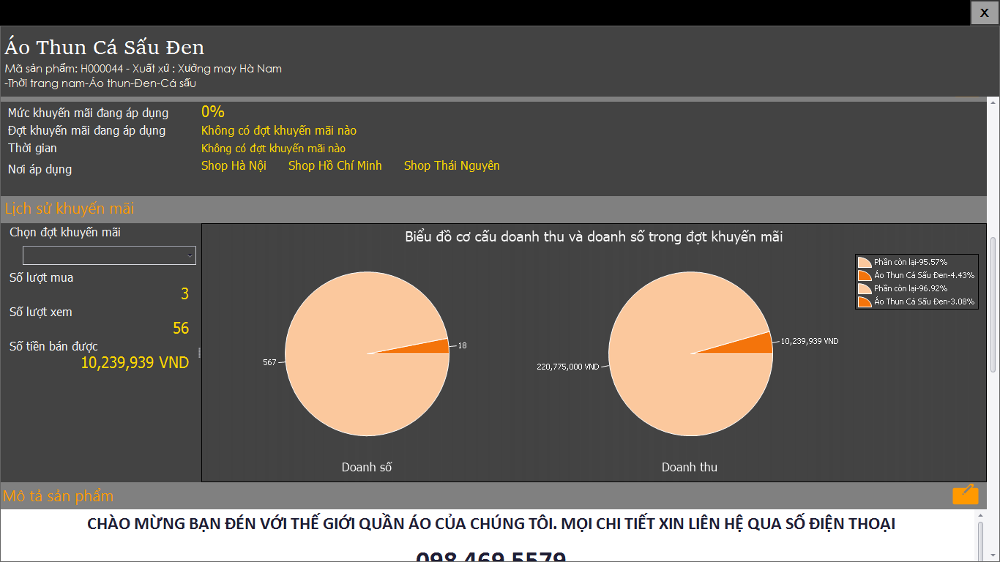 X
Áo Thun Cá Sấu Đen
Mã sản phẩm: H000044 - Xuất xứ : Xưởng may Hà Nam
-Thời trang nam-Áo thun-Đen-Cá sấu
Mức khuyến mãi đang áp dụng 0%
Đợt khuyến mãi đang áp dụng Không có đợt khuyến mãi nào
Thời gian Không có đợt khuyến mãi nào
Nơi áp dụng Shop Hà Nội Shop Hồ Chí Minh Shop Thái Nguyên
Lịch sử khuyến mãi
Chọn đợt khuyến mãi
Số lượt mua
3
Số lượt xem
56
Số tiền bán được
10,239,939 VND
Biểu đồ cơ cấu doanh thu và doanh số trong đợt khuyến mãi
Phần còn lại-95.57%
Áo Thun Cá Sấu Đen-4.43%
Phần còn lại-96.92%
Áo Thun Cá Sấu Đen-3.08%
18
567
10,239,939 VND
220,775,000 VND
Doanh số
Doanh thu
Mô tả sản phẩm
CHÀO MỪNG BẠN ĐÉN VỚI THẾ GIỚI QUẦN ÁO CỦA CHÚNG TÔI. MỌI CHI TIẾT XIN LIÊN HỆ QUA SỐ ĐIỆN THOẠI
098 469 5579